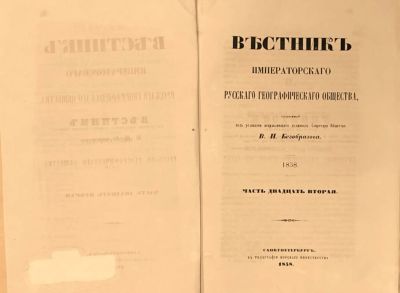 ВѢСТНИКЪ
ИМПЕРАТОРСКАГО
РУССКАГО ГЕОГРАФИЧЕСКАГО ОБЩЕСТВА,
В. П. Безобразова.
1858.
ЧАСТЬ ДВАДЦАТЬ ВТОРАЯ.
САНКТПЕТЕРБУРГЪ.
1858.